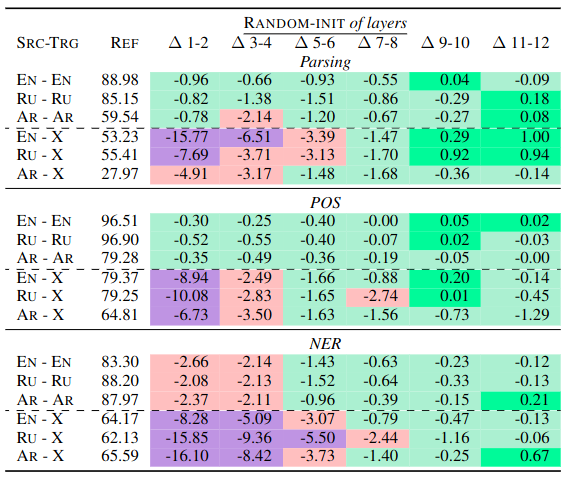 RANDOM-INIT of layers
SRC-TRG REF Δ 1-2 Δ 3-4 Δ 5-6 Δ 7-8 Δ 9-10 Δ 11-12
Parsing
EN - EN 88.98 -0.96 -0.66 -0.93 -0.55 0.04 -0.09
RU - RU 85.15 -0.82 -1.38 -1.51 -0.86 -0.29 0.18
AR - AR 59.54 -0.78 -2.14 -1.20 -0.67 -0.27 0.08
EN - X 53.23 -15.77 -6.51 -3.39 -1.47 0.29 1.00
RU - X 55.41 -7.69 -3.71 -3.13 -1.70 0.92 0.94
AR - X 27.97 -4.91 -3.17 -1.48 -1.68 -0.36 -0.14
POS
EN - EN 96.51 -0.30 -0.25 -0.40 -0.00 0.05 0.02
RU - RU 96.90 -0.52 -0.55 -0.40 -0.07 0.02 -0.03
AR - AR 79.28 -0.35 -0.49 -0.36 -0.19 -0.05 -0.00
EN - X 79.37 -8.94 -2.49 -1.66 -0.88 0.20 -0.14
RU - X 79.25 -10.08 -2.83 -1.65 -2.74 0.01 -0.45
AR - X 64.81 -6.73 -3.50 -1.63 -1.56 -0.73 -1.29
NER
EN - EN 83.30 -2.66 -2.14 -1.43 -0.63 -0.23 -0.12
RU - RU 88.20 -2.08 -2.13 -1.52 -0.64 -0.33 -0.13
AR - AR 87.97 -2.37 -2.11 -0.96 -0.39 -0.15 0.21
EN - X 64.17 -8.28 -5.09 -3.07 -0.79 -0.47 -0.13
RU - X 62.13 -15.85 -9.36 -5.50 -2.44 -1.16 -0.06
AR - X 65.59 -16.10 -8.42 -3.73 -1.40 -0.25 0.67